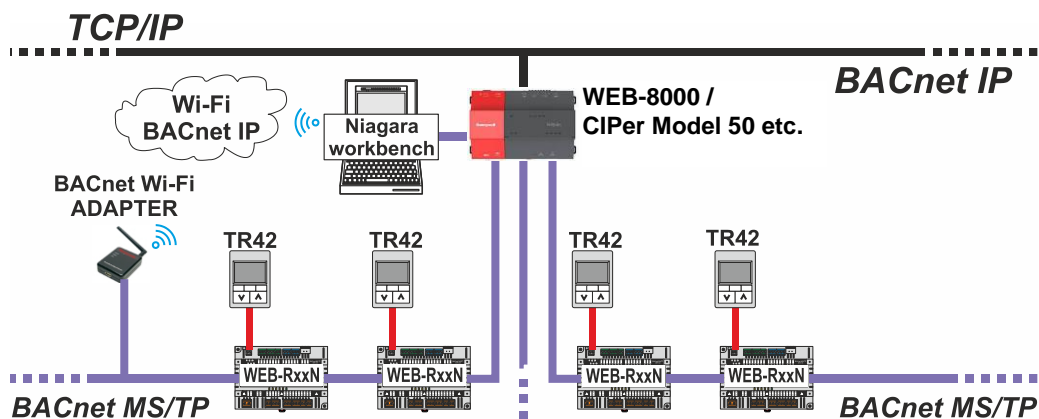 TCP/IP
BACnet IP
Wi-Fi
BACnet IP
Niagara
workbench
WEB-8000 /
CIPer Model 50 etc.
BACnet Wi-Fi
ADAPTER
TR42
TR42
TR42
TR42
WEB-RxxN
WEB-RxxN
WEB-RxxN
WEB-RxxN
BACnet MS/TP
BACnet MS/TP